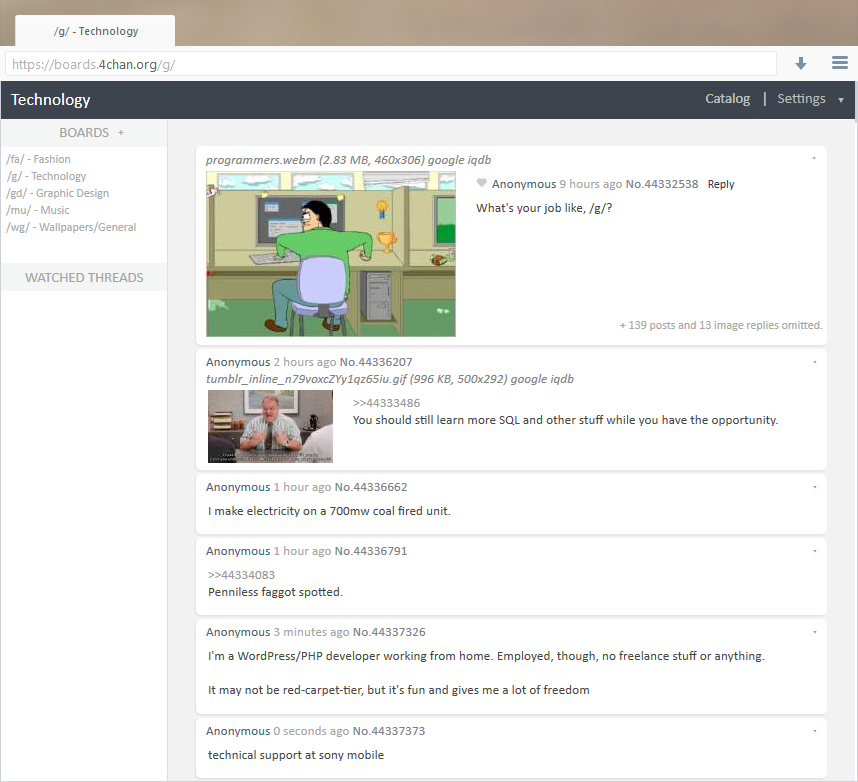 /g/ - Technology
https://boards.4chan.org/g/
Technology
Catalog | Settings
BOARDS +
/fa/ - Fashion
/g/ - Technology
/gd/ - Graphic Design
/mu/ - Music
/wg/ - Wallpapers/General
WATCHED THREADS
programmers.webm (2.83 MB, 460x306) google iqdb
Anonymous 9 hours ago No.44332538 Reply
What's your job like, /g/?
+ 139 posts and 13 image replies omitted.
Anonymous 2 hours ago No.44336207
tumblr_inline_n79voxcZYy1qz65iu.gif (996 KB, 500x292) google iqdb
>>44333486
You should still learn more SQL and other stuff while you have the opportunity.
Anonymous 1 hour ago No.44336662
I make electricity on a 700mw coal fired unit.
Anonymous 1 hour ago No.44336791
>>44334083
Penniless faggot spotted.
Anonymous 3 minutes ago No.44337326
I'm a WordPress/PHP developer working from home. Employed, though, no freelance stuff or anything.
It may not be red-carpet-tier, but it's fun and gives me a lot of freedom
Anonymous 0 seconds ago No.44337373
technical support at sony mobile